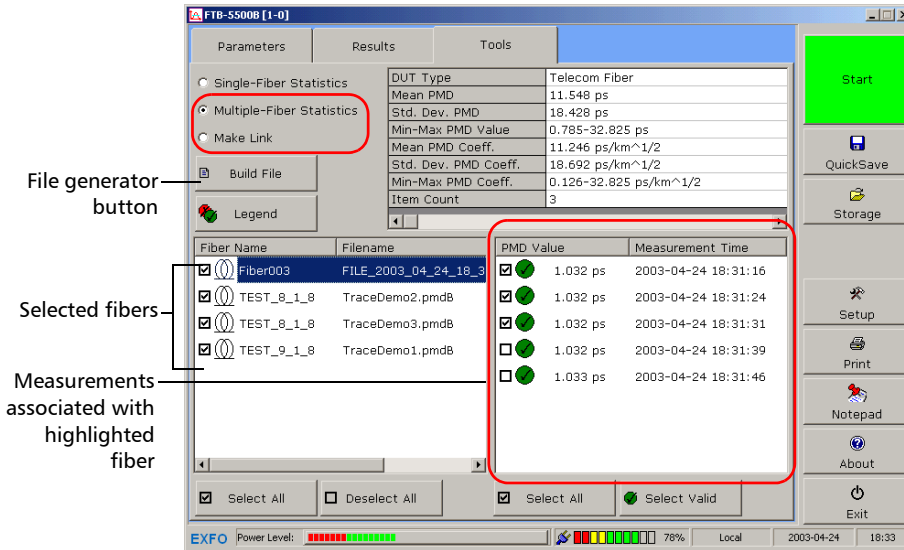 FTB-5500B [1-0]
Parameters
Results
Tools
Single-Fiber Statistics
Multiple-Fiber Statistics
Make Link
Build File
Legend
DUT Type Telecom Fiber
Mean PMD 11.548 ps
Std. Dev. PMD 18.428 ps
Min-Max PMD Value 0.785-32.825 ps
Mean PMD Coeff. 11.246 ps/km^1/2
Std. Dev. PMD Coeff. 18.692 ps/km^1/2
Min-Max PMD Coeff. 0.126-32.825 ps/km^1/2
Item Count 3
File generator
button
Selected fibers
Measurements
associated with
highlighted
fiber
Fiber Name Filename
Fiber003 FILE_2003_04_24_18_3
TEST_8_1_8 TraceDemo2.pmdB
TEST_8_1_8 TraceDemo3.pmdB
TEST_9_1_8 TraceDemo1.pmdB
PMD Value Measurement Time
1.032 ps 2003-04-24 18:31:16
1.032 ps 2003-04-24 18:31:24
1.032 ps 2003-04-24 18:31:31
1.032 ps 2003-04-24 18:31:39
1.033 ps 2003-04-24 18:31:46
Select All
Deselect All
Select All
Select Valid
Start
QuickSave
Storage
Setup
Print
Notepad
About
Exit
EXFO Power Level: 78% Local 2003-04-24 18:33